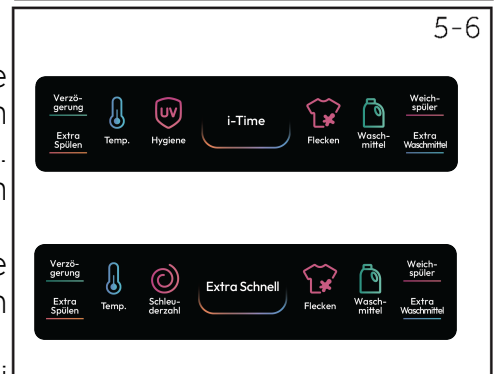 5-6
Verzö-
gerung
Extra
Spülen
Temp.
UV
Hygiene
i-Time
Flecken
Wasch-
mittel
Weich-
spüler
Extra
Waschmittel
Verzö-
gerung
Extra
Spülen
Temp.
Schleu-
derzahl
Extra Schnell
Flecken
Wasch-
mittel
Weich-
spüler
Extra
Waschmittel